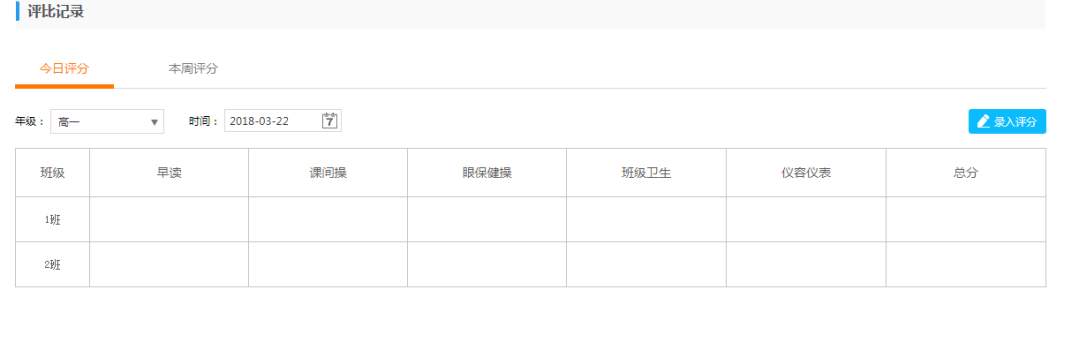 评比记录
今日评分 本周评分
年级： 高一 时间： 2018-03-22 7 录入评分
班级 早读 课间操 眼保健操 班级卫生 仪容仪表 总分
1班
2班